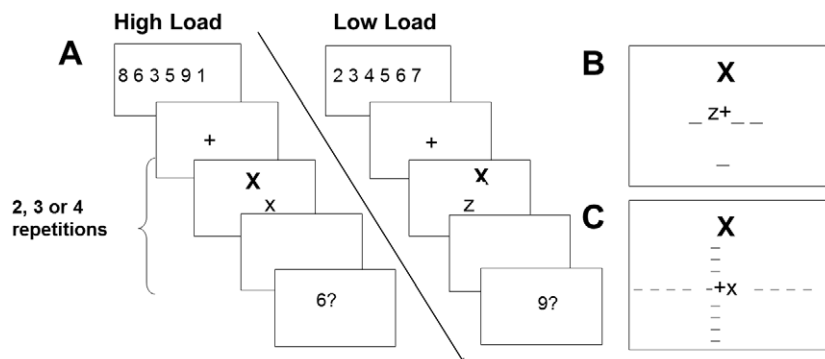 High Load
Low Load
A
8 6 3 5 9 1
2 3 4 5 6 7
+
+
X
x
X
z
2, 3 or 4
repetitions
6?
9?
B
X
z+
C
X
+x